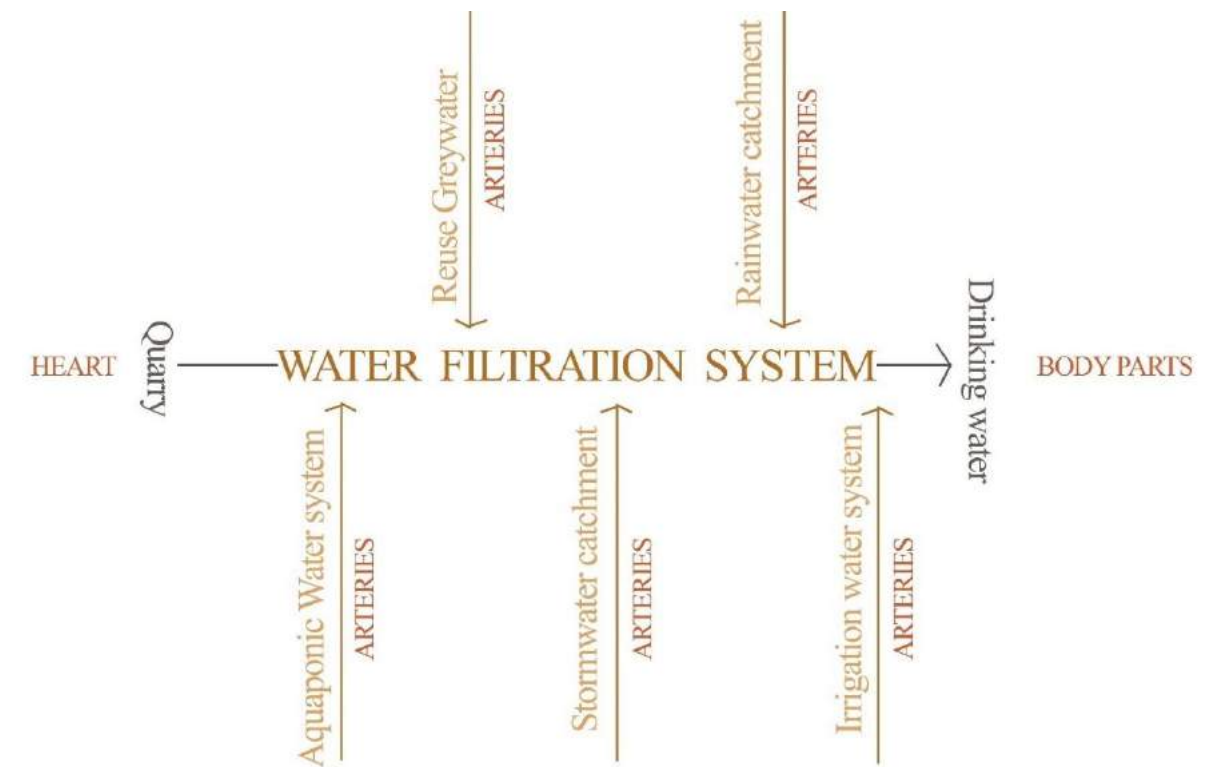 Reuse Greywater
ARTERIES
Rainwater catchment
ARTERIES
HEART
Quarry
WATER FILTRATION SYSTEM
Drinking water
BODY PARTS
Aquaponic Water system
ARTERIES
Stormwater catchment
ARTERIES
Irrigation water system
ARTERIES